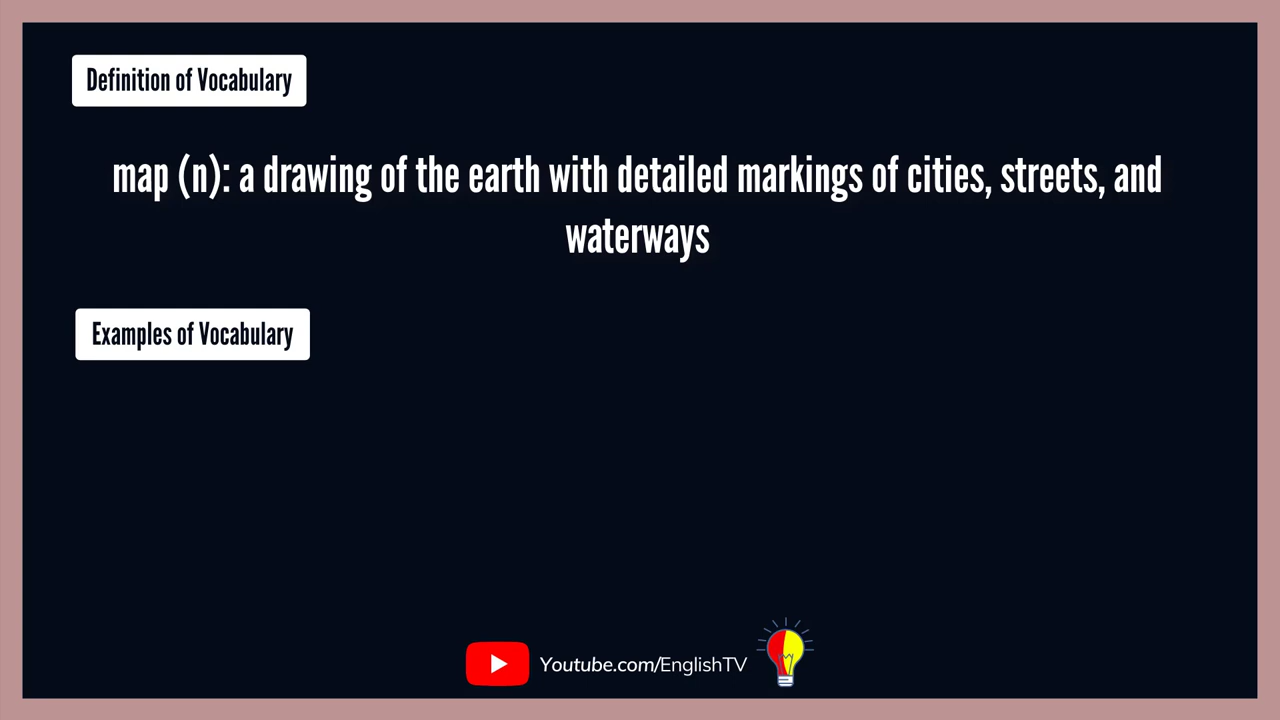 Definition of Vocabulary
map (n): a drawing of the earth with detailed markings of cities, streets, and
waterways
Examples of Vocabulary
Youtube.com/EnglishTV